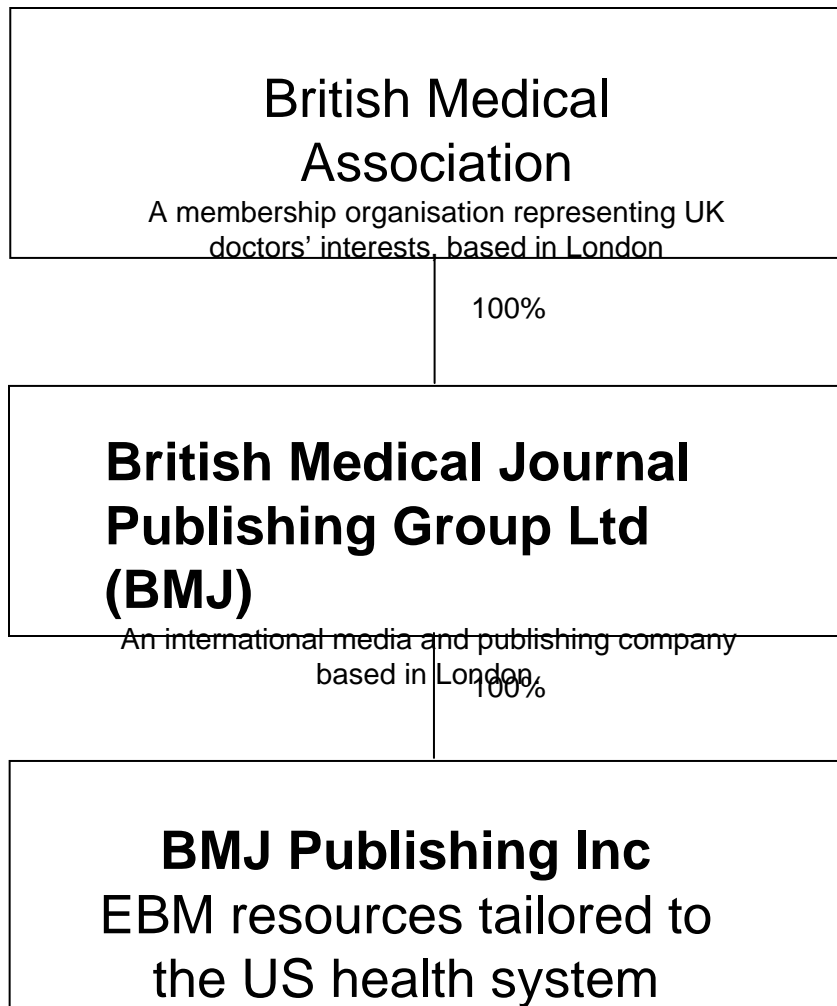 British Medical
Association
A membership organisation representing UK
doctors’ interests, based in London
100%
British Medical Journal
Publishing Group Ltd
(BMJ)
An international media and publishing company
based in London.
100%
BMJ Publishing Inc
EBM resources tailored to
the US health system